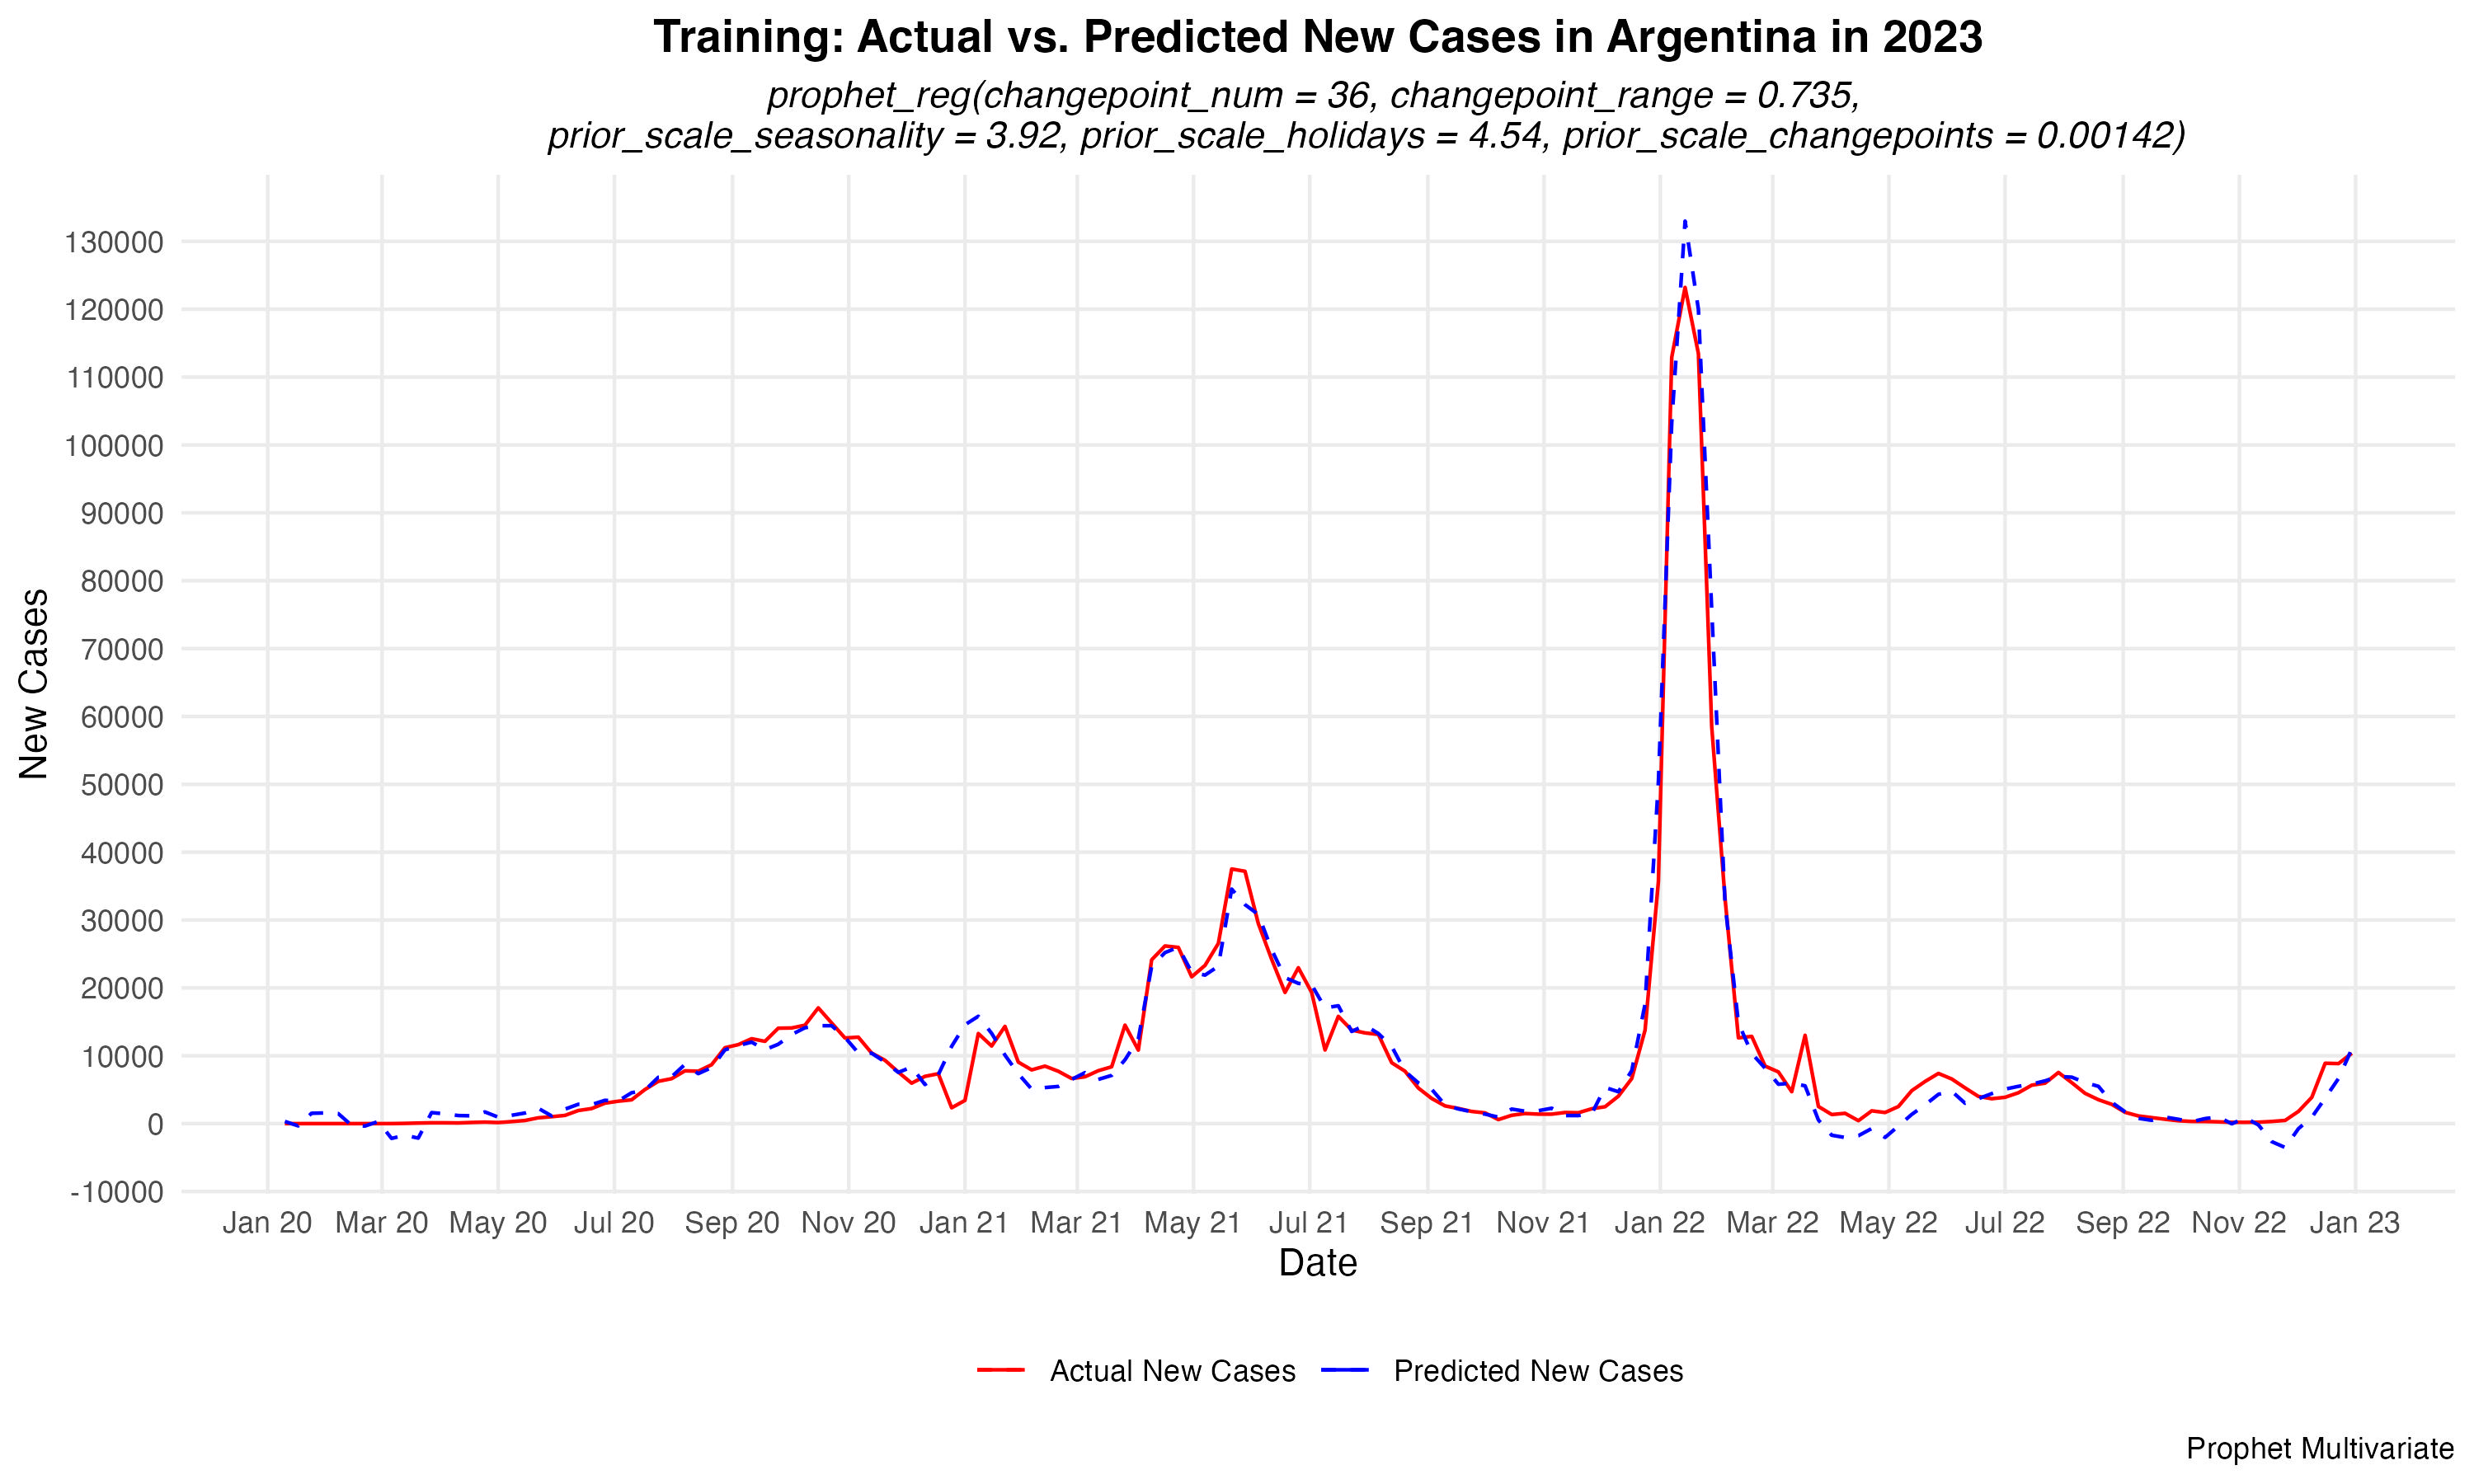 Training: Actual vs. Predicted New Cases in Argentina in 2023
prophet_reg(changepoint_num = 36, changepoint_range = 0.735,
prior_scale_seasonality = 3.92, prior_scale_holidays = 4.54, prior_scale_changepoints = 0.00142)
New Cases
130000
120000
110000
100000
90000
80000
70000
60000
50000
40000
30000
20000
10000
0
-10000
Jan 20 Mar 20 May 20 Jul 20 Sep 20 Nov 20 Jan 21 Mar 21 May 21 Jul 21 Sep 21 Nov 21 Jan 22 Mar 22 May 22 Jul 22 Sep 22 Nov 22 Jan 23
Date
Actual New Cases Predicted New Cases
Prophet Multivariate